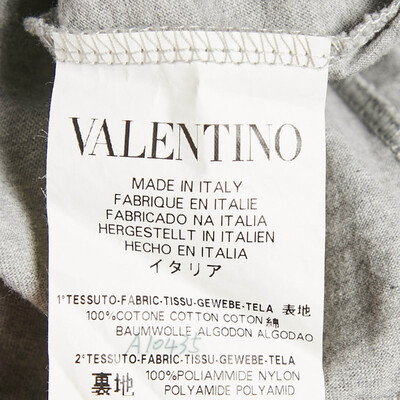 VALENTINO
MADE IN ITALY
FABRIQUE EN ITALIE
FABRICADO NA ITALIA
HERGESTELLT IN ITALIEN
HECHO EN ITALIA
イタリア
1° TESSUTO-FABRIC-TISSU-GEWEBE-TELA 表地
100%COTONE COTTON COTON 綿
BAUMWOLLE ALGODON ALGODAO
A10435
2° TESSUTO-FABRIC-TISSU-GEWEBE-TELA
裏地 100%POLIAMMIDE NYLON
POLYAMIDE POLYAMID